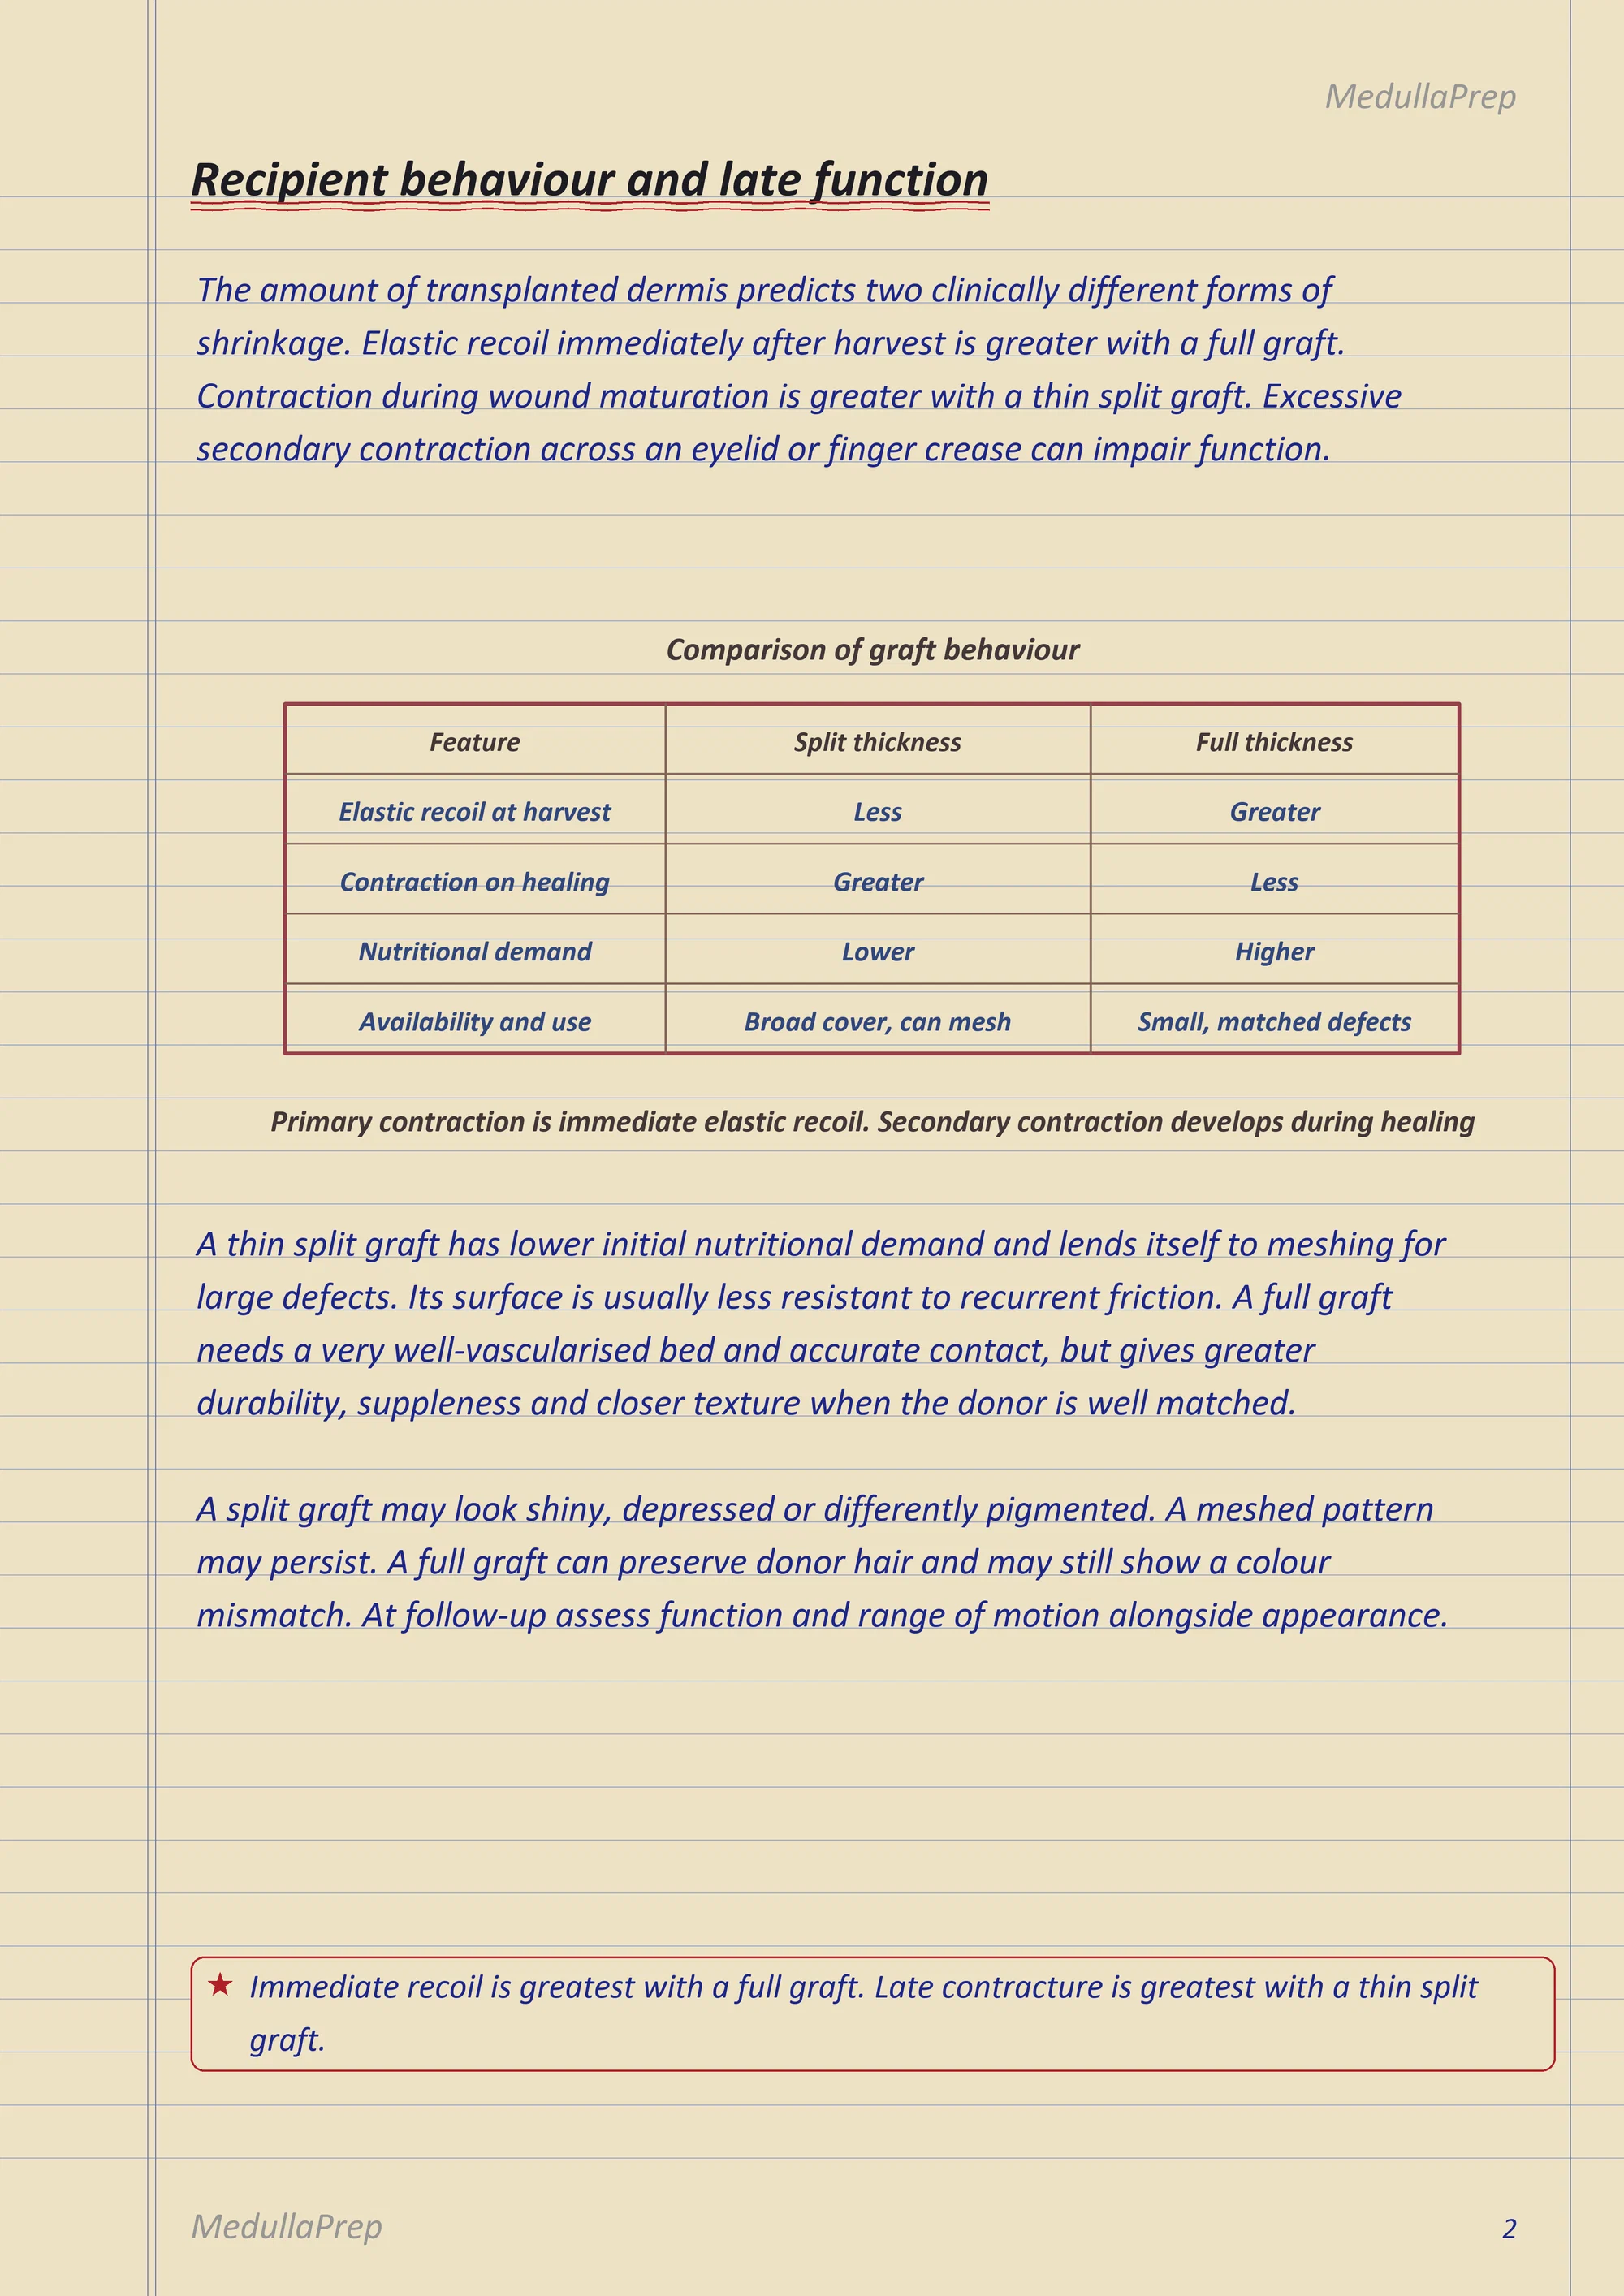 MedullaPrep
Recipient behaviour and late function
The amount of transplanted dermis predicts two clinically different forms of
shrinkage. Elastic recoil immediately after harvest is greater with a full graft.
Contraction during wound maturation is greater with a thin split graft. Excessive
secondary contraction across an eyelid or finger crease can impair function.
Comparison of graft behaviour
Feature Split thickness Full thickness
Elastic recoil at harvest Less Greater
Contraction on healing Greater Less
Nutritional demand Lower Higher
Availability and use Broad cover, can mesh Small, matched defects
Primary contraction is immediate elastic recoil. Secondary contraction develops during healing
A thin split graft has lower initial nutritional demand and lends itself to meshing for
large defects. Its surface is usually less resistant to recurrent friction. A full graft
needs a very well-vascularised bed and accurate contact, but gives greater
durability, suppleness and closer texture when the donor is well matched.
A split graft may look shiny, depressed or differently pigmented. A meshed pattern
may persist. A full graft can preserve donor hair and may still show a colour
mismatch. At follow-up assess function and range of motion alongside appearance.
★ Immediate recoil is greatest with a full graft. Late contracture is greatest with a thin split
graft.
MedullaPrep 2